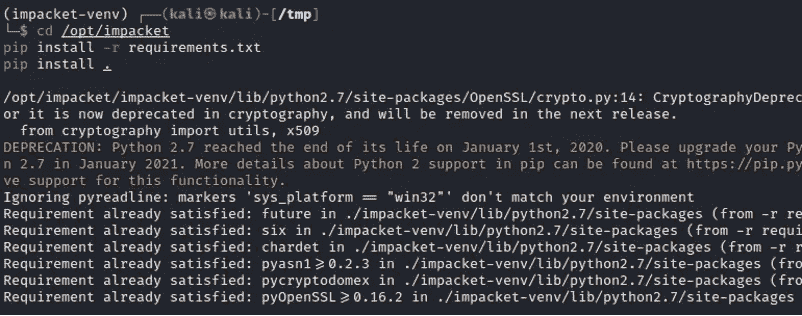 (impacket-venv) ┌──(kali㉿kali)-[/tmp]
└─$ cd /opt/impacket
pip install -r requirements.txt
pip install .
/opt/impacket/impacket-venv/lib/python2.7/site-packages/OpenSSL/crypto.py:14: CryptographyDeprec
or it is now deprecated in cryptography, and will be removed in the next release.
  from cryptography import utils, x509
DEPRECATION: Python 2.7 reached the end of its life on January 1st, 2020. Please upgrade your Py
n 2.7 in January 2021. More details about Python 2 support in pip can be found at https://pip.py
ve support for this functionality.
Ignoring pyreadline: markers 'sys_platform == "win32"' don't match your environment
Requirement already satisfied: future in ./impacket-venv/lib/python2.7/site-packages (from -r re
Requirement already satisfied: six in ./impacket-venv/lib/python2.7/site-packages (from -r requi
Requirement already satisfied: chardet in ./impacket-venv/lib/python2.7/site-packages (from -r r
Requirement already satisfied: pyasn1>=0.2.3 in ./impacket-venv/lib/python2.7/site-packages (fro
Requirement already satisfied: pycryptodomex in ./impacket-venv/lib/python2.7/site-packages (fro
Requirement already satisfied: pyOpenSSL>=0.16.2 in ./impacket-venv/lib/python2.7/site-packages